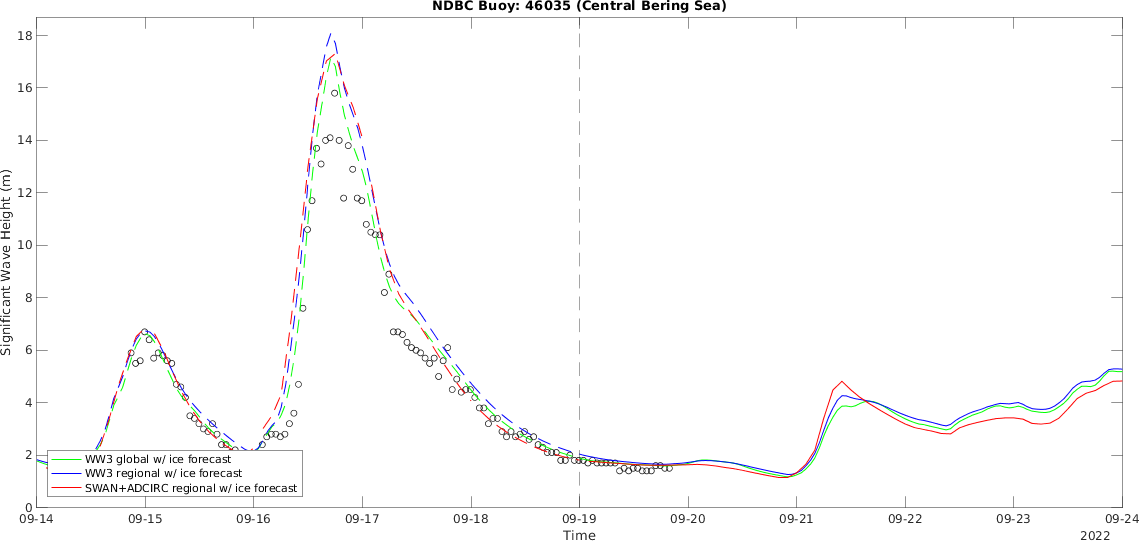 NDBC Buoy: 46035 (Central Bering Sea)
18
16
14
12
10
8
6
4
2
0
Significant Wave Height (m)
WW3 global w/ ice forecast
WW3 regional w/ ice forecast
SWAN+ADCIRC regional w/ ice forecast
09-14 09-15 09-16 09-17 09-18 09-19 09-20 09-21 09-22 09-23 09-24
Time
2022